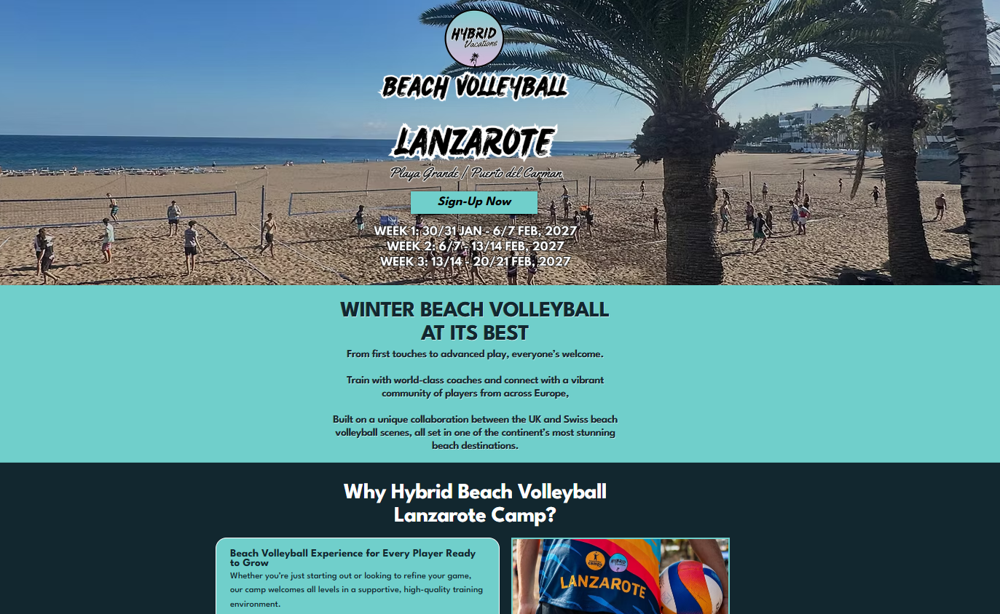 HYBRID
Vacations
BEACH VOLLEYBALL
LANZAROTE
Playa Grande / Puerto del Carman
Sign-Up Now
WEEK 1: 30/31 JAN - 6/7 FEB, 2027
WEEK 2: 6/7 - 13/14 FEB, 2027
WEEK 3: 13/14 - 20/21 FEB, 2027
WINTER BEACH VOLLEYBALL
AT ITS BEST
From first touches to advanced play, everyone's welcome.
Train with world-class coaches and connect with a vibrant
community of players from across Europe,
Built on a unique collaboration between the UK and Swiss beach
volleyball scenes, all set in one of the continent's most stunning
beach destinations.
Why Hybrid Beach Volleyball
Lanzarote Camp?
Beach Volleyball Experience for Every Player Ready
to Grow
Whether you're just starting out or looking to refine your game,
our camp welcomes all levels in a supportive, high-quality training
environment.
camps
HYBRID
LANZAROTE